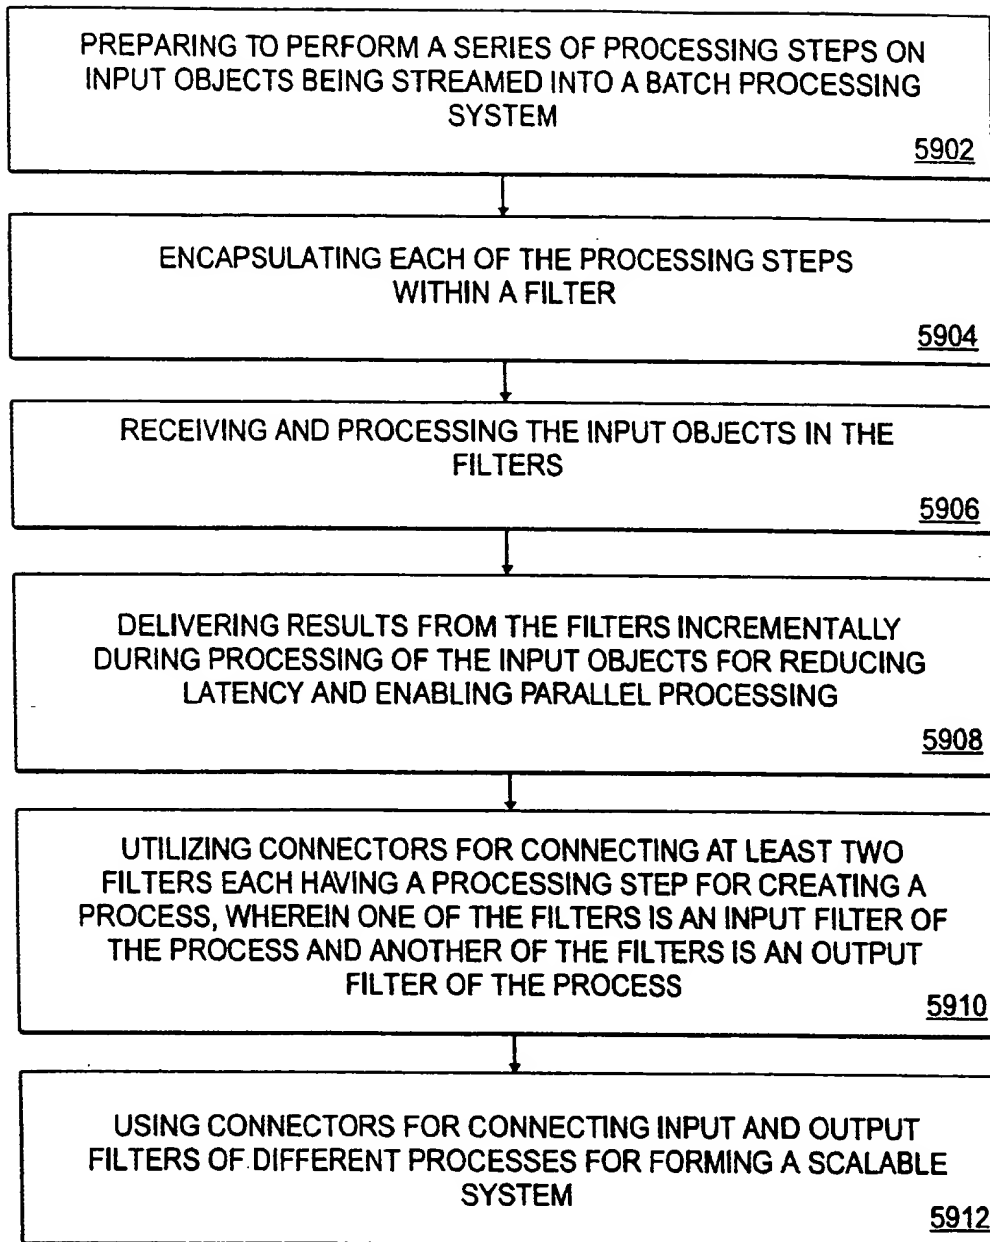 PREPARING TO PERFORM A SERIES OF PROCESSING STEPS ON
INPUT OBJECTS BEING STREAMED INTO A BATCH PROCESSING
SYSTEM
5902
ENCAPSULATING EACH OF THE PROCESSING STEPS
WITHIN A FILTER
5904
RECEIVING AND PROCESSING THE INPUT OBJECTS IN THE
FILTERS
5906
DELIVERING RESULTS FROM THE FILTERS INCREMENTALLY
DURING PROCESSING OF THE INPUT OBJECTS FOR REDUCING
LATENCY AND ENABLING PARALLEL PROCESSING
5908
UTILIZING CONNECTORS FOR CONNECTING AT LEAST TWO
FILTERS EACH HAVING A PROCESSING STEP FOR CREATING A
PROCESS, WHEREIN ONE OF THE FILTERS IS AN INPUT FILTER OF
THE PROCESS AND ANOTHER OF THE FILTERS IS AN OUTPUT
FILTER OF THE PROCESS
5910
USING CONNECTORS FOR CONNECTING INPUT AND OUTPUT
FILTERS OF DIFFERENT PROCESSES FOR FORMING A SCALABLE
SYSTEM
5912